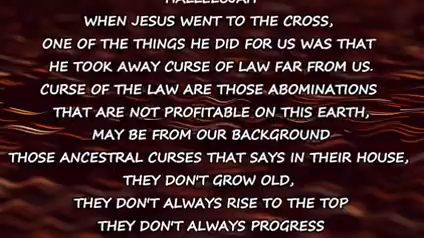 HALLELUJAH
WHEN JESUS WENT TO THE CROSS,
ONE OF THE THINGS HE DID FOR US WAS THAT
HE TOOK AWAY CURSE OF LAW FAR FROM US.
CURSE OF THE LAW ARE THOSE ABOMINATIONS
THAT ARE NOT PROFITABLE ON THIS EARTH,
MAY BE FROM OUR BACKGROUND
THOSE ANCESTRAL CURSES THAT SAYS IN THEIR HOUSE,
THEY DON'T GROW OLD,
THEY DON'T ALWAYS RISE TO THE TOP
THEY DON'T ALWAYS PROGRESS